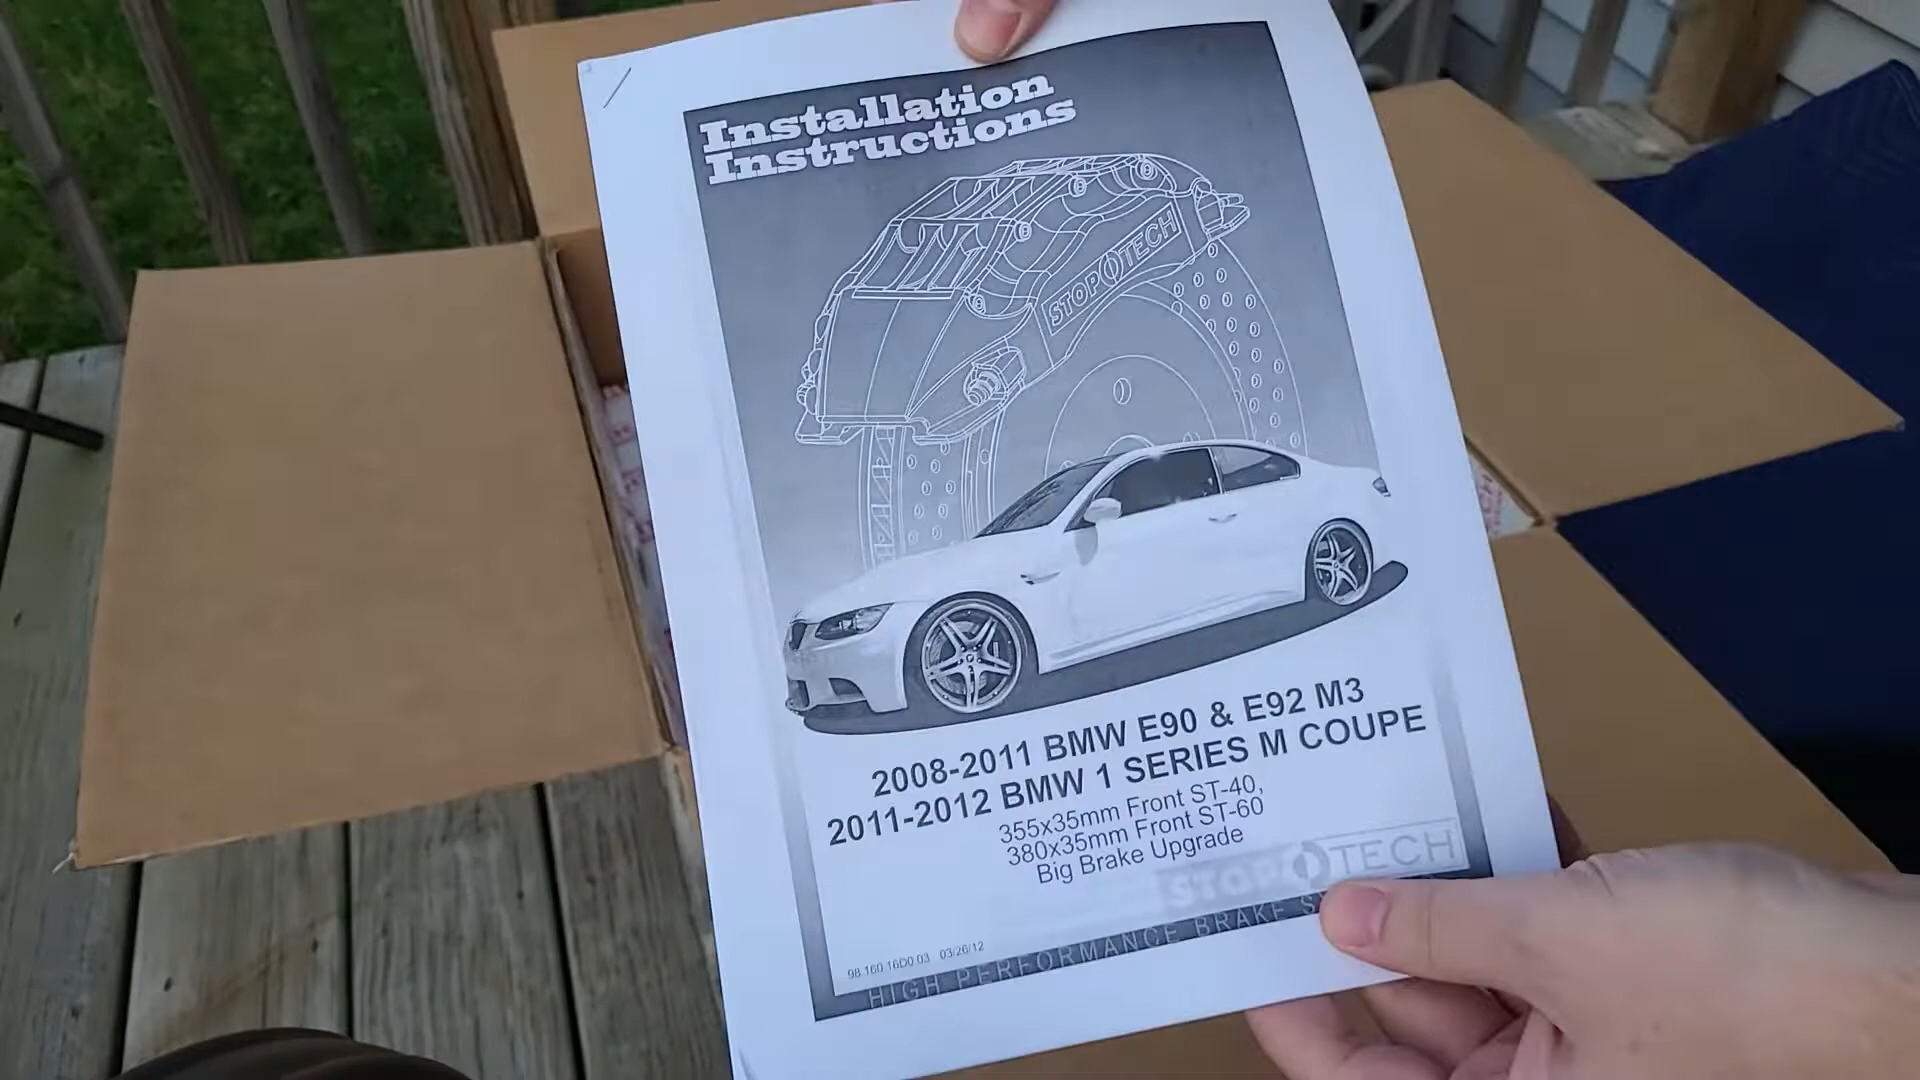 Installation
Instructions
STOPTECH
2008-2011 BMW E90 & E92 M3
2011-2012 BMW 1 SERIES M COUPE
355x35mm Front ST-40,
380x35mm Front ST-60
Big Brake Upgrade
STOPTECH
98.160.16D0.03 03/26/12
HIGH PERFORMANCE BRAKE